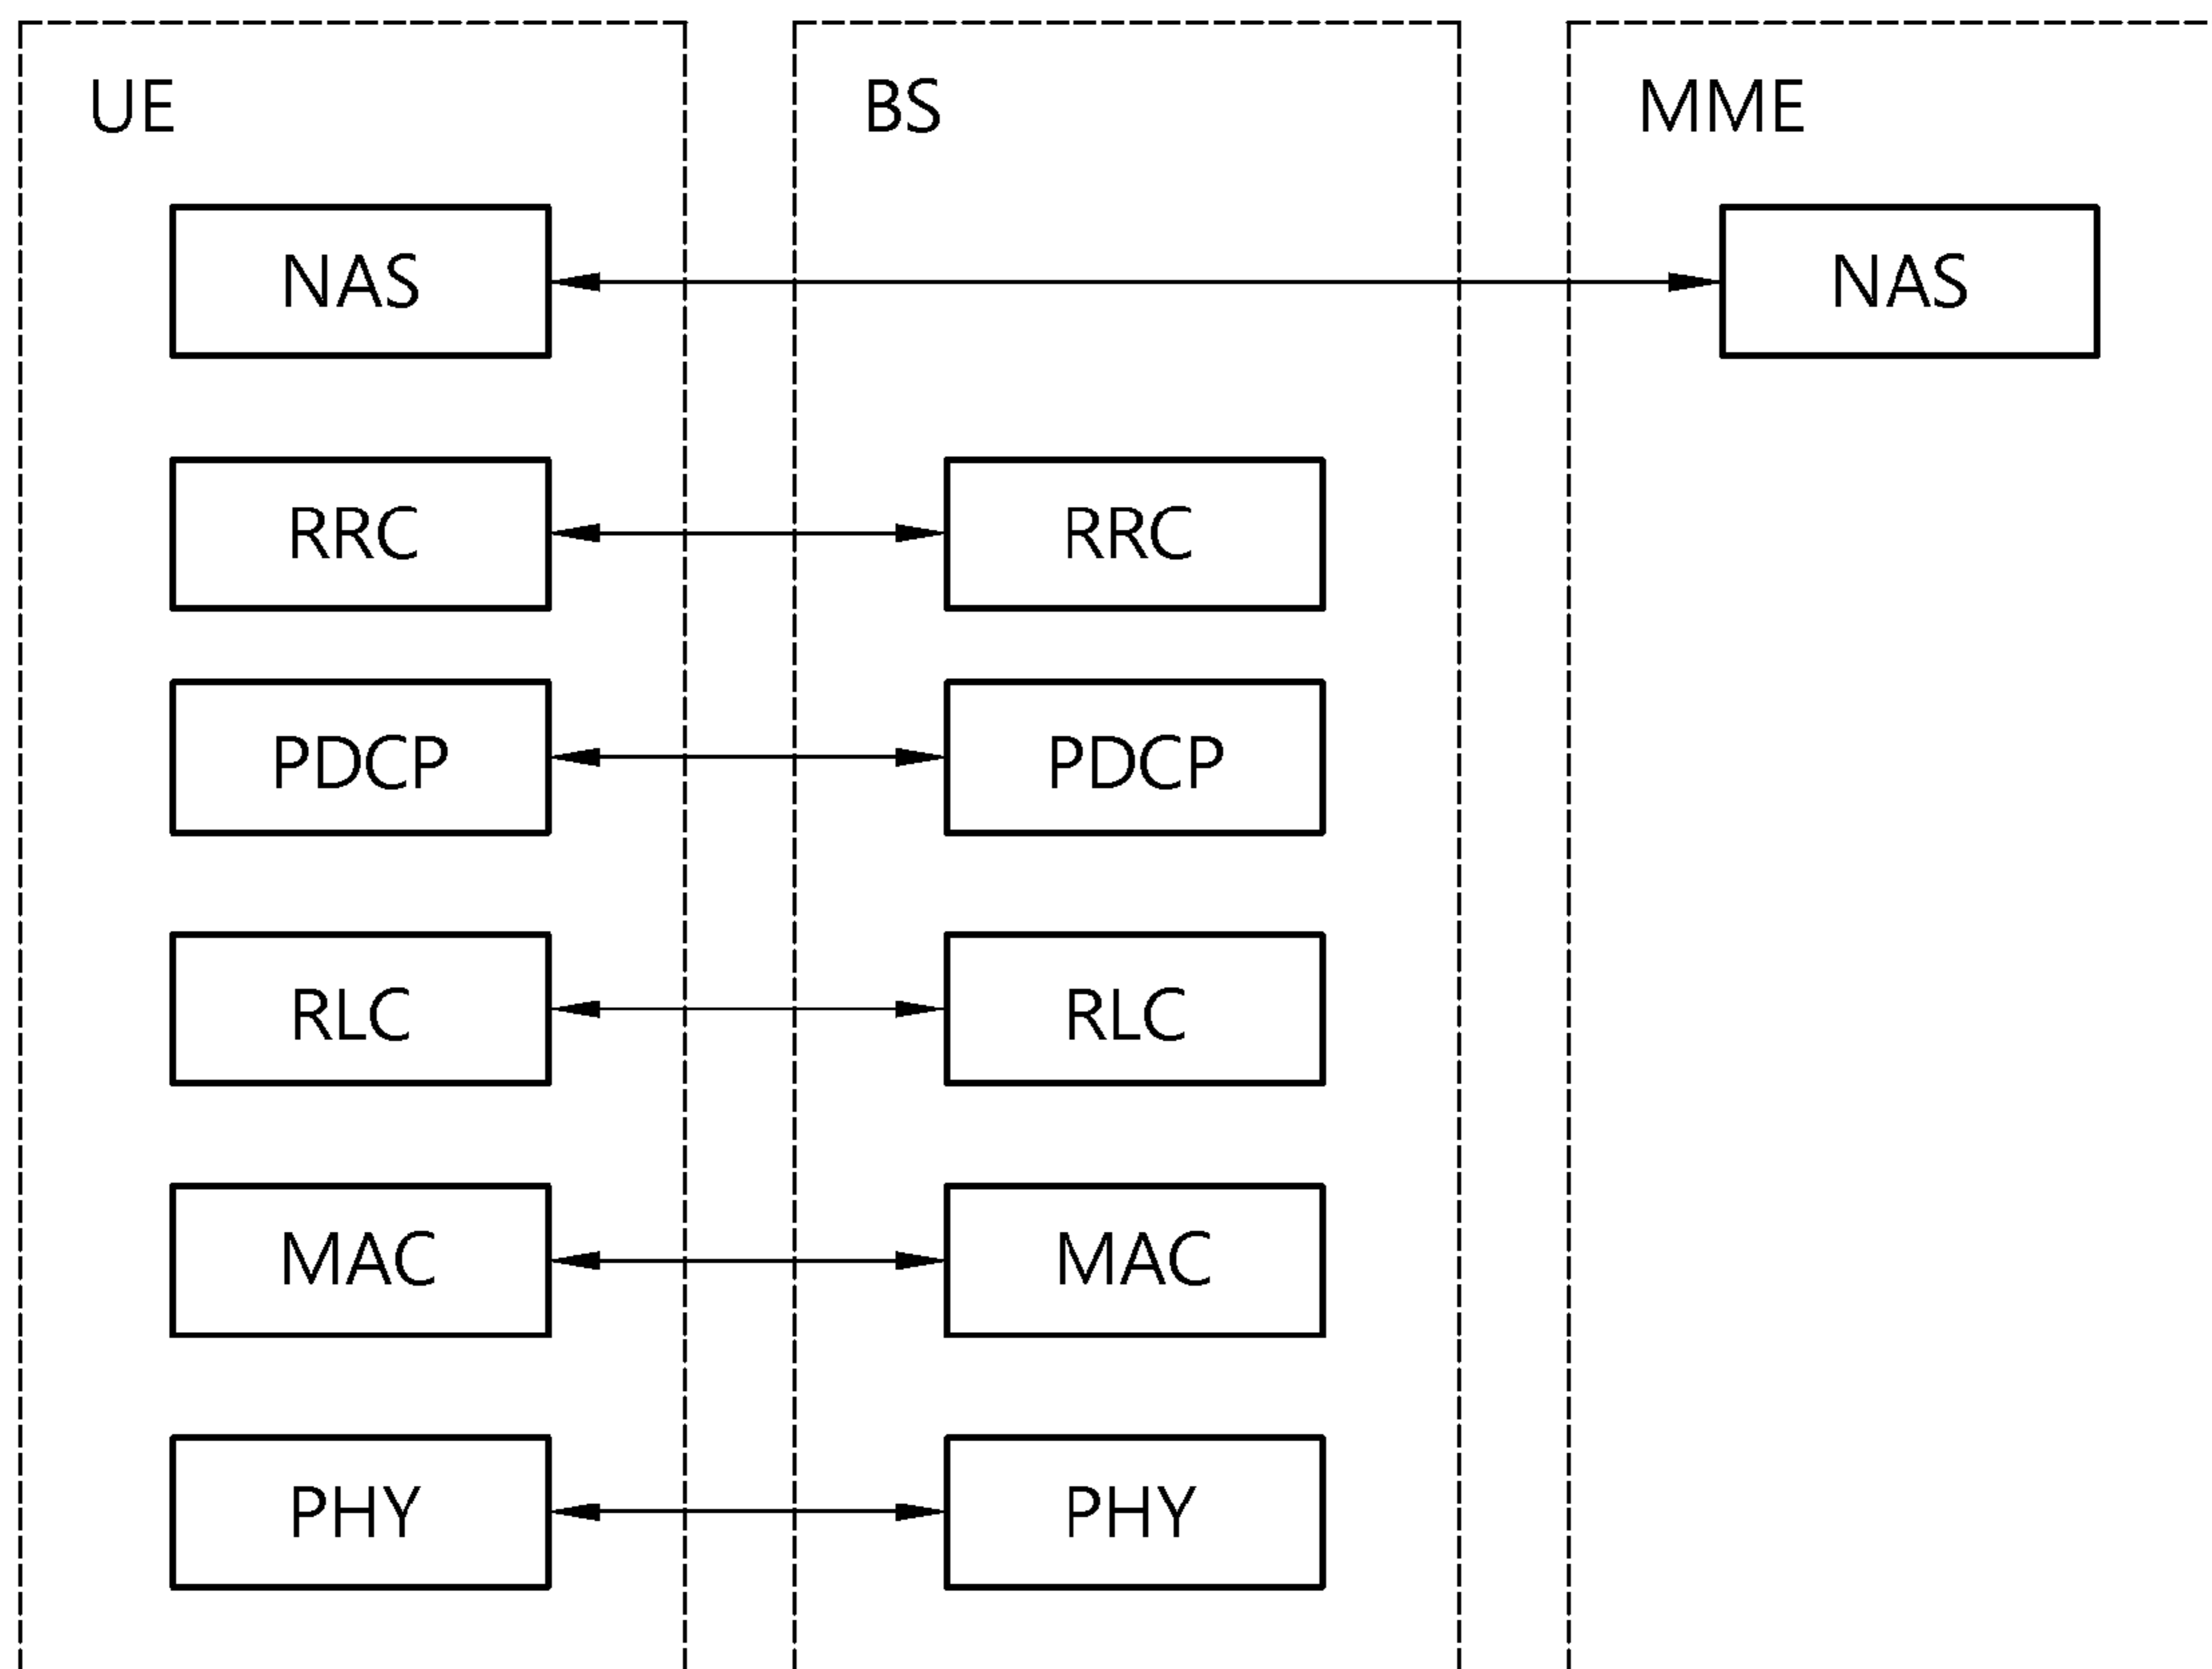 UE BS MME
NAS NAS
RRC RRC
PDCP PDCP
RLC RLC
MAC MAC
PHY PHY